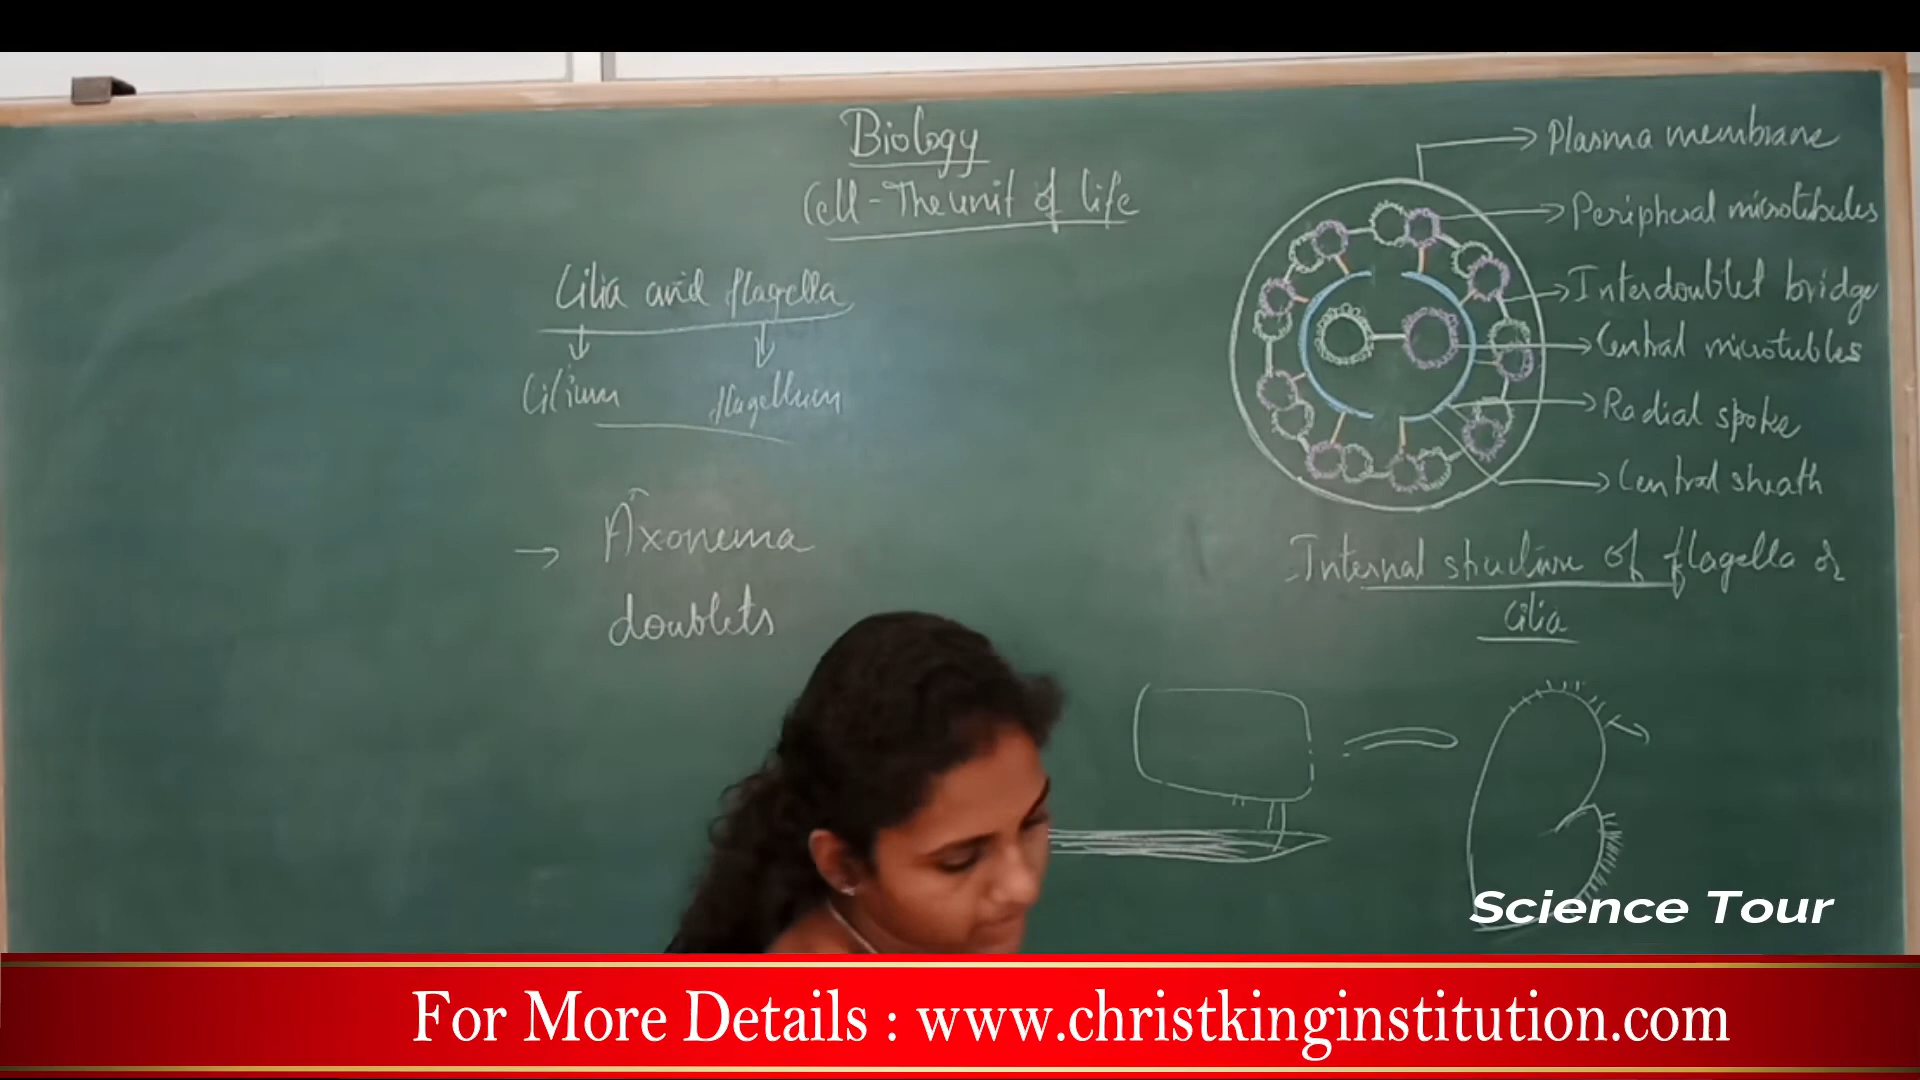 Biology
Cell - The unit of life
Cilia and flagella
Cilium flagellum
Axonema
doublets
Plasma membrane
Peripheral microtubules
Interdoublet bridge
Central microtubles
Radial spoke
Central sheath
Internal structure of flagella or
cilia
Science Tour
For More Details : www.christkinginstitution.com